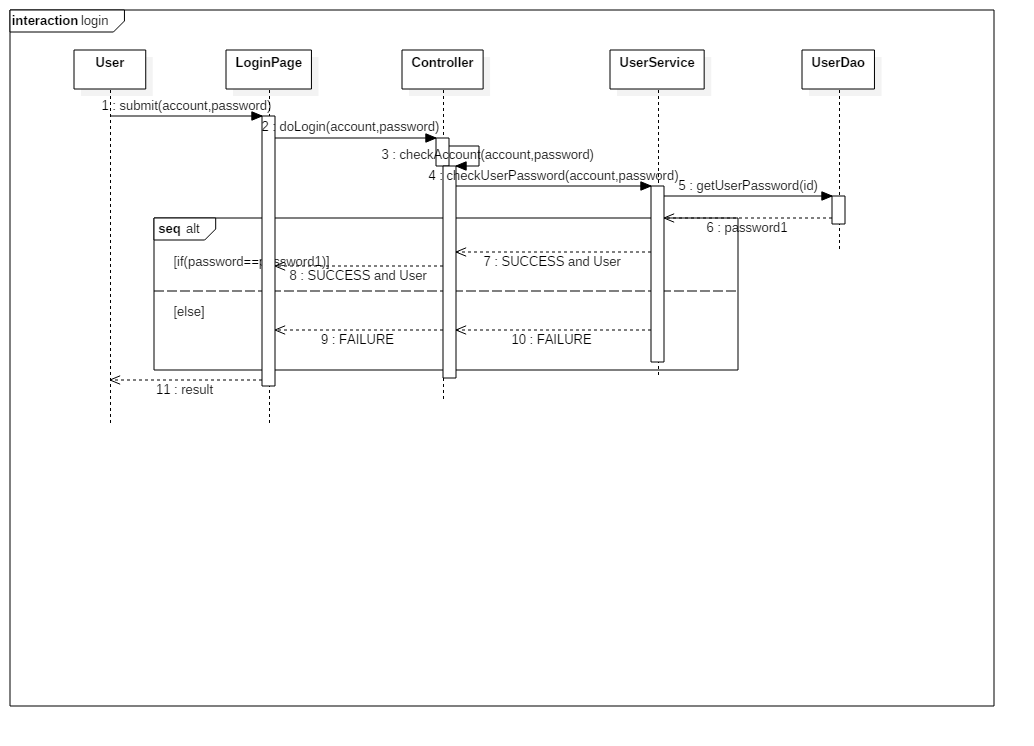 interaction login
User
LoginPage
Controller
UserService
UserDao
1 : submit(account,password)
2 : doLogin(account,password)
3 : checkAccount(account,password)
4 : checkUserPassword(account,password)
5 : getUserPassword(id)
6 : password1
seq alt
[if(password==password1)]
7 : SUCCESS and User
8 : SUCCESS and User
[else]
9 : FAILURE
10 : FAILURE
11 : result